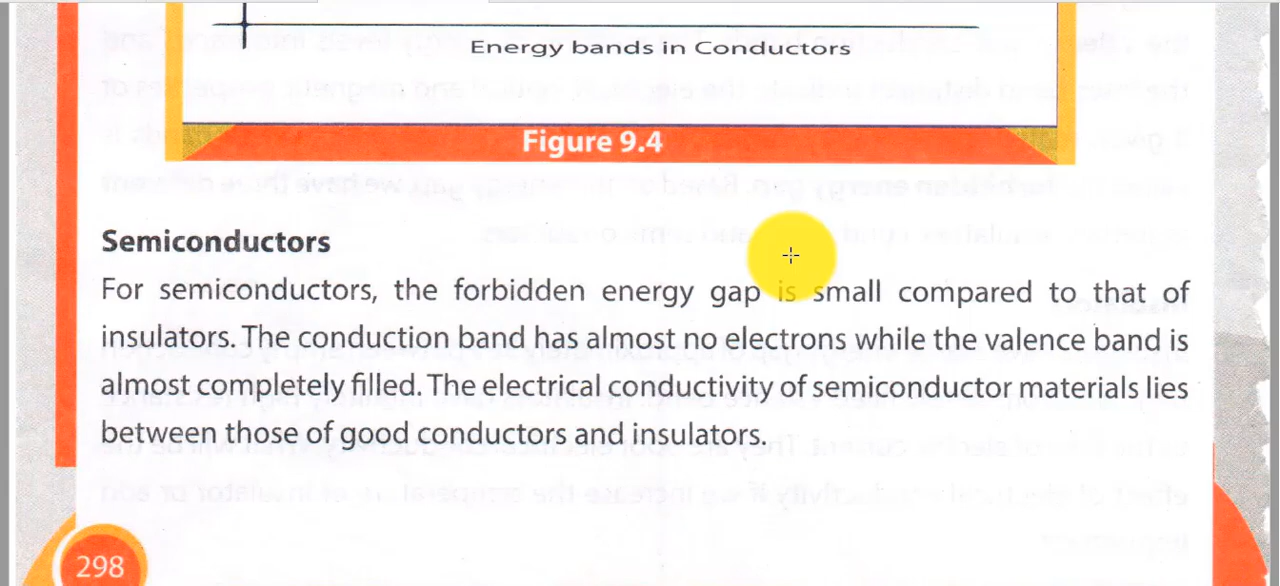 Energy bands in Conductors
Figure 9.4
Semiconductors
For semiconductors, the forbidden energy gap is small compared to that of
insulators. The conduction band has almost no electrons while the valence band is
almost completely filled. The electrical conductivity of semiconductor materials lies
between those of good conductors and insulators.
298